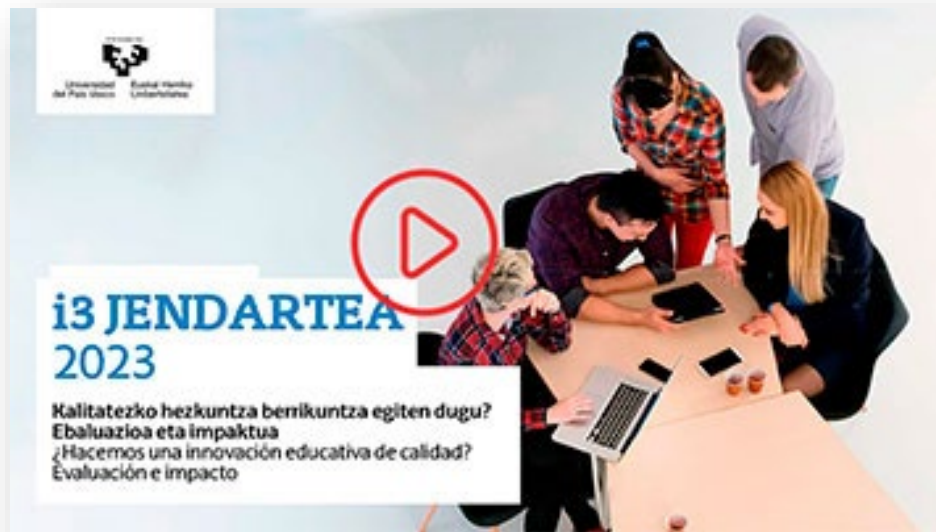 Universidad
del País Vasco
Euskal Herriko
Unibertsitatea
i3 JENDARTEA
2023
Kalitatezko hezkuntza berrikuntza egiten dugu?
Ebaluazioa eta impaktua
¿Hacemos una innovación educativa de calidad?
Evaluación e impacto